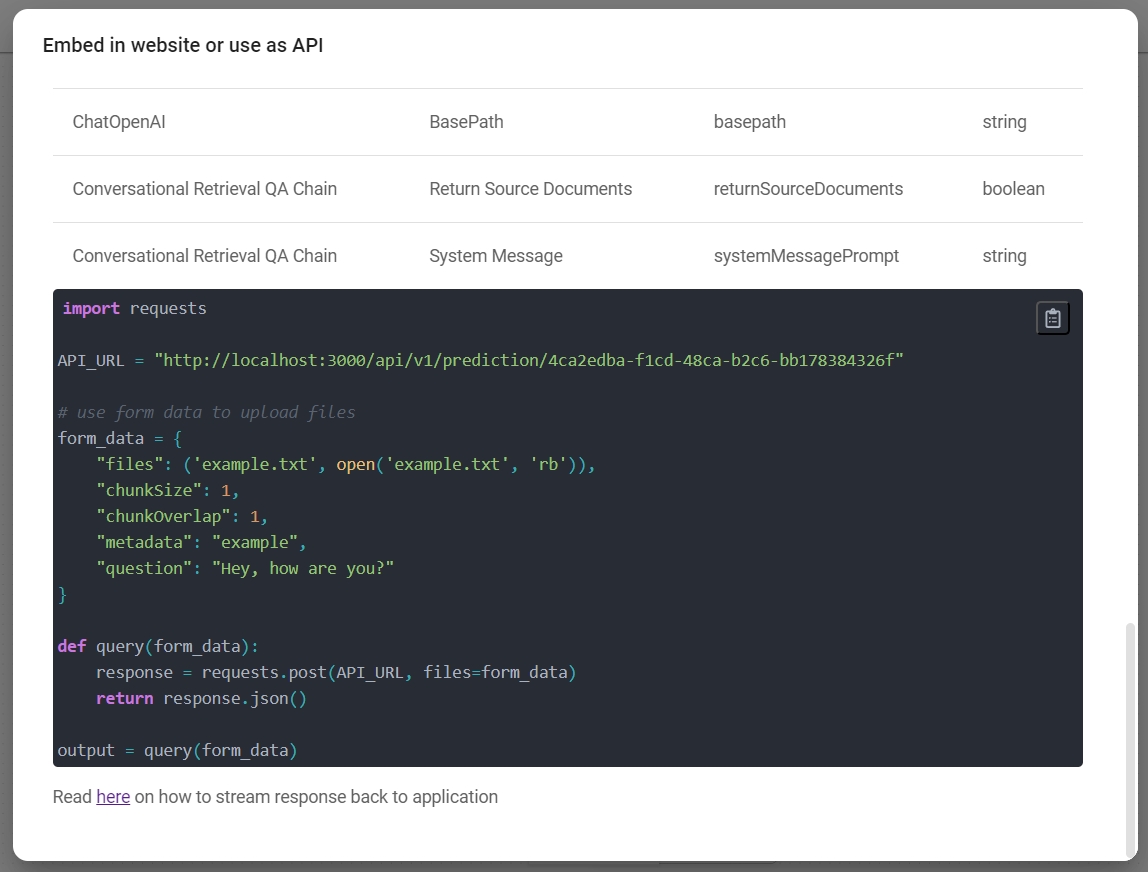 Embed in website or use as API
ChatOpenAI BasePath basepath string
Conversational Retrieval QA Chain Return Source Documents returnSourceDocuments boolean
Conversational Retrieval QA Chain System Message systemMessagePrompt string
import requests
API_URL = "http://localhost:3000/api/v1/prediction/4ca2edba-f1cd-48ca-b2c6-bb178384326f"
# use form data to upload files
form_data = {
    "files": ('example.txt', open('example.txt', 'rb')),
    "chunkSize": 1,
    "chunkOverlap": 1,
    "metadata": "example",
    "question": "Hey, how are you?"
}
def query(form_data):
    response = requests.post(API_URL, files=form_data)
    return response.json()
output = query(form_data)
Read here on how to stream response back to application